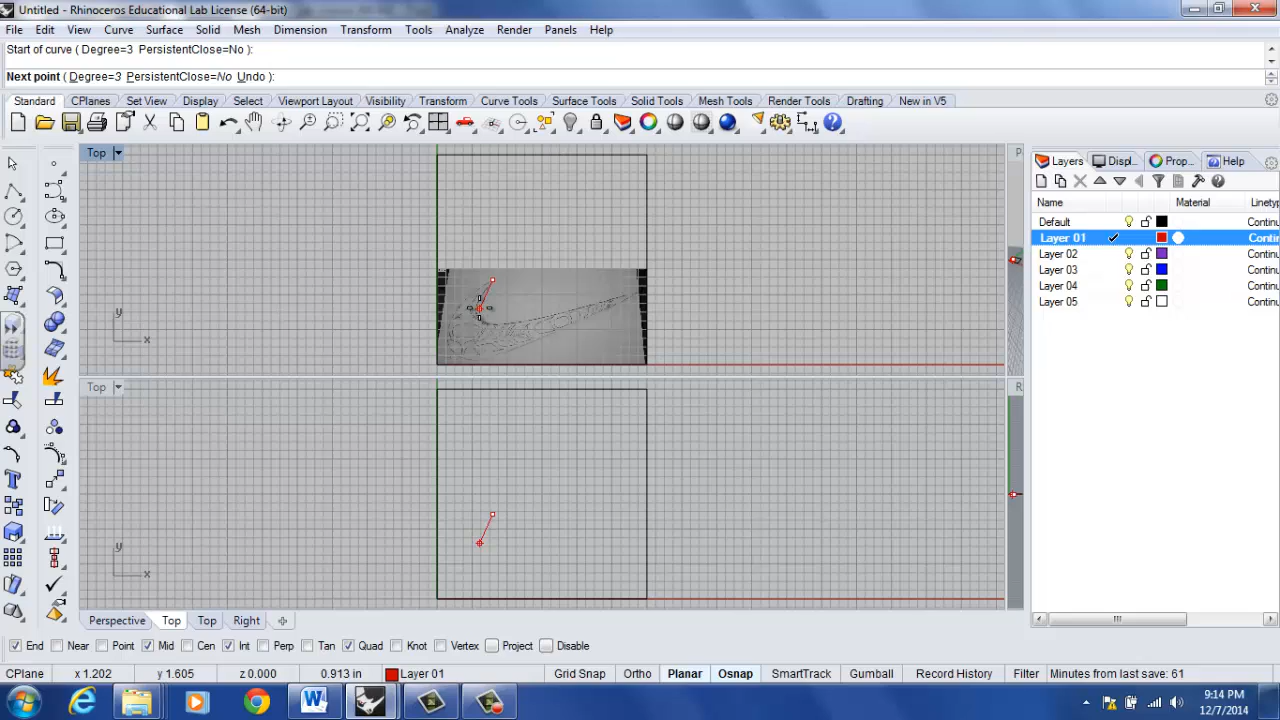 Untitled - Rhinoceros Educational Lab License (64-bit)
File Edit View Curve Surface Solid Mesh Dimension Transform Tools Analyze Render Panels Help
Start of curve ( Degree=3 PersistentClose=No ):
Next point ( Degree=3 PersistentClose=No Undo ):
Standard CPlanes Set View Display Select Viewport Layout Visibility Transform Curve Tools Surface Tools Solid Tools Mesh Tools Render Tools Drafting New in V5
Top P
Layers Displ... Prop... Help
Name Material Linety
Default Contin
Layer 01 Contin
Layer 02 Contin
Layer 03 Contin
Layer 04 Contin
Layer 05 Contin
y
x
Top R
y
x
Perspective Top Top Right
End Near Point Mid Cen Int Perp Tan Quad Knot Vertex Project Disable
CPlane x 1.202 y 1.605 z 0.000 0.913 in Layer 01 Grid Snap Ortho Planar Osnap SmartTrack Gumball Record History Filter Minutes from last save: 61
9:14 PM
12/7/2014